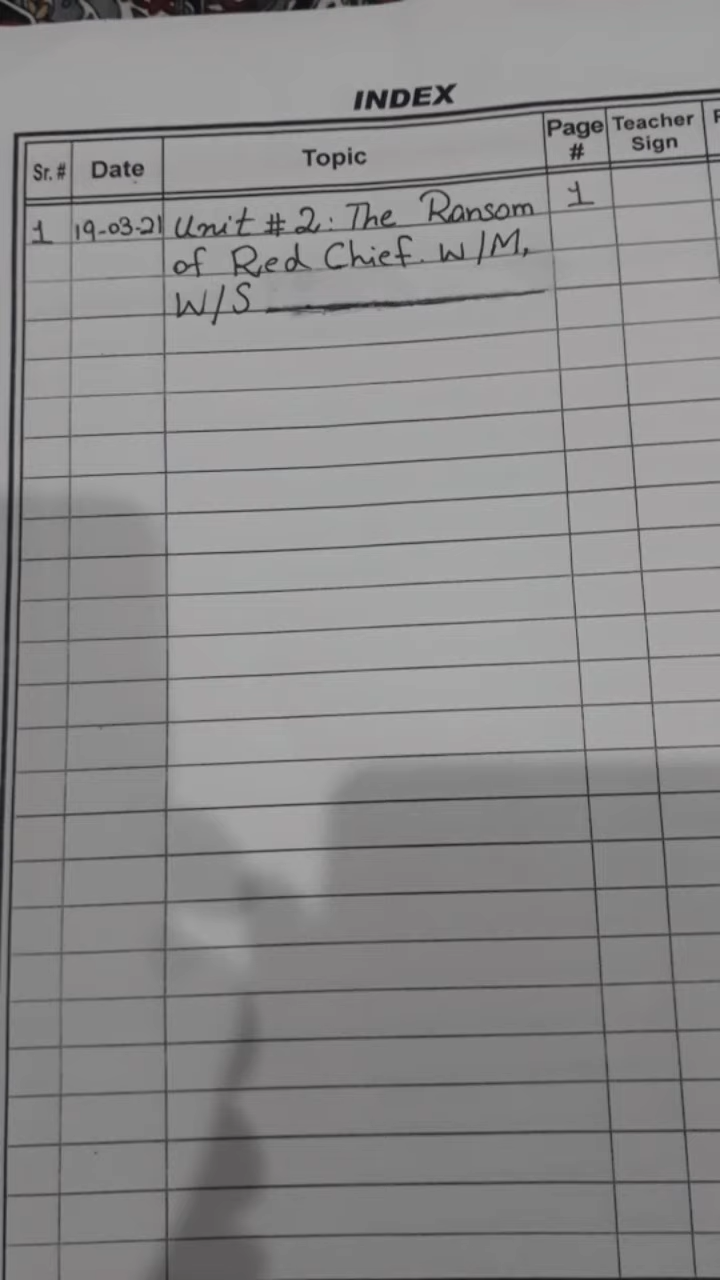 INDEX
Sr. # Date Topic Page # Teacher Sign
1 19-03-21 Unit # 2: The Ransom 1
of Red Chief. W/M,
W/S